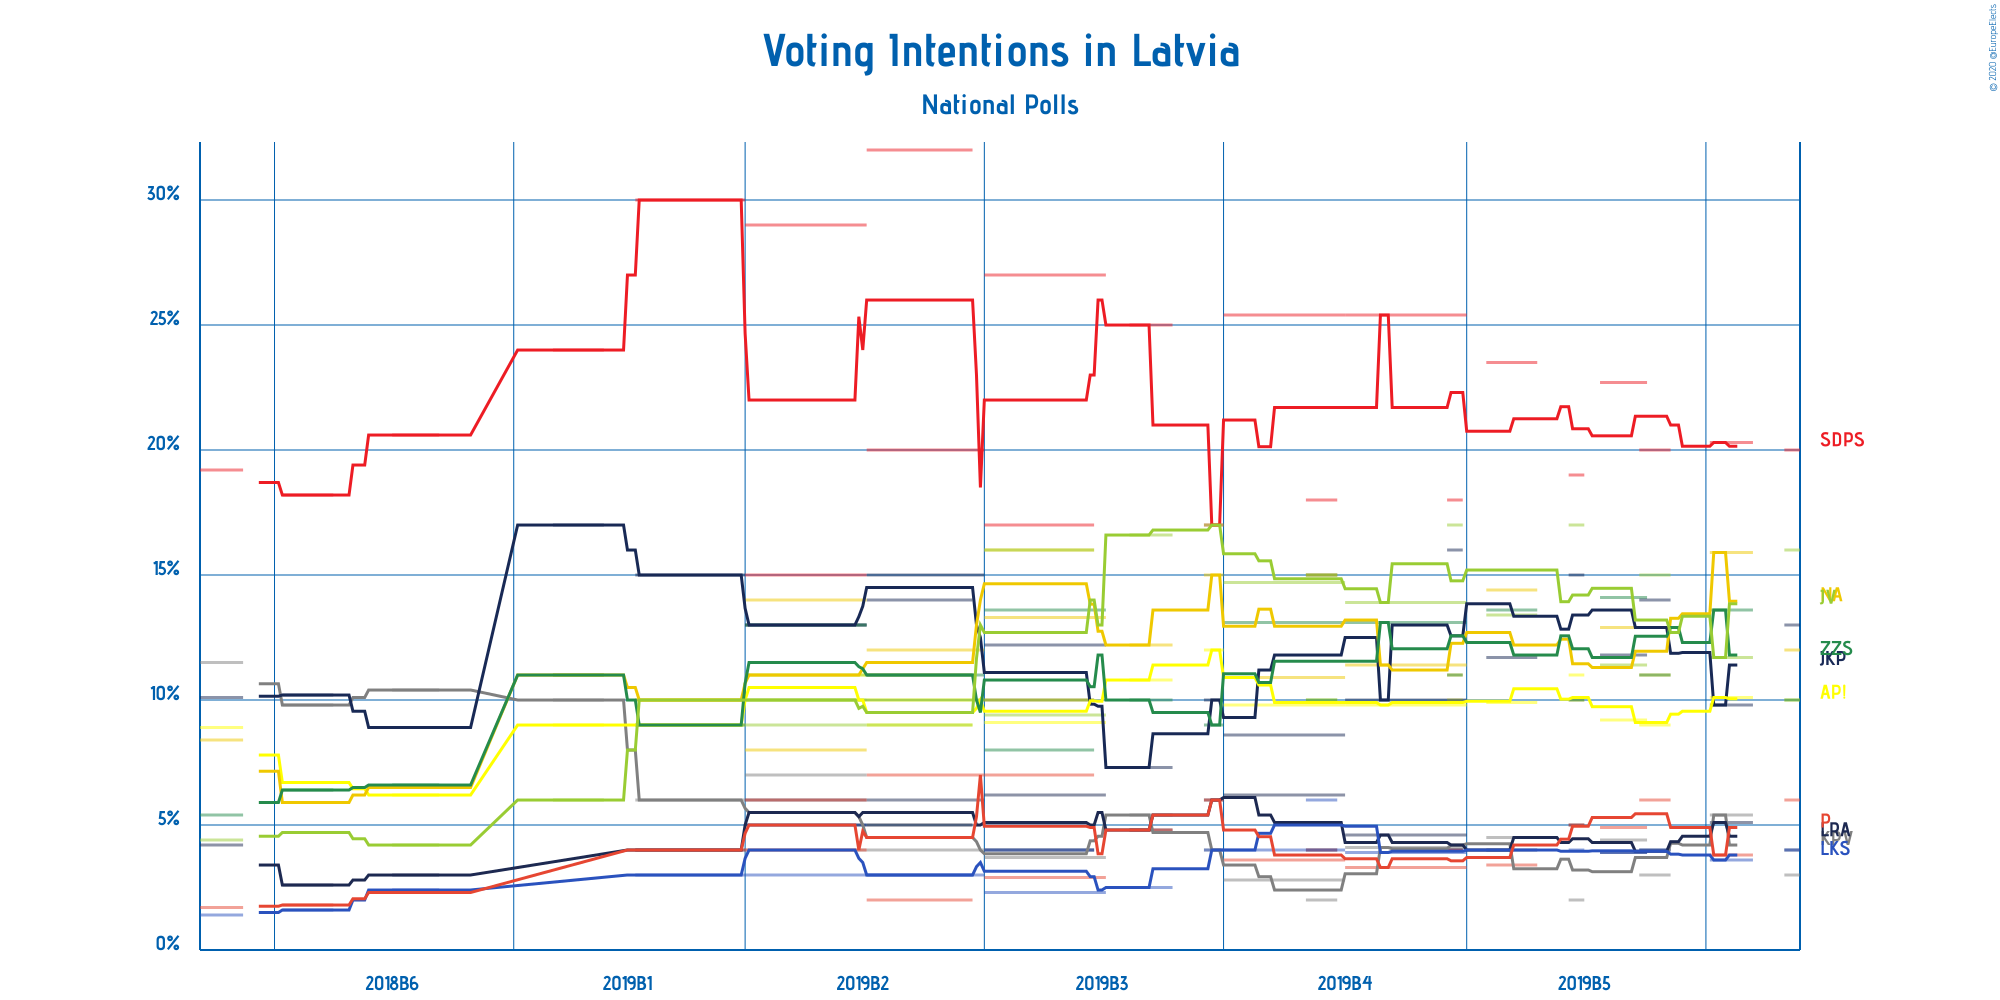 © 2020 @EuropeElects
Voting Intentions in Latvia
National Polls
30%
25%
20%
15%
10%
5%
0%
SDPS
NA
JV
ZZS
JKP
API
P
LRA
KPV
LKS
2018B6
2019B1
2019B2
2019B3
2019B4
2019B5